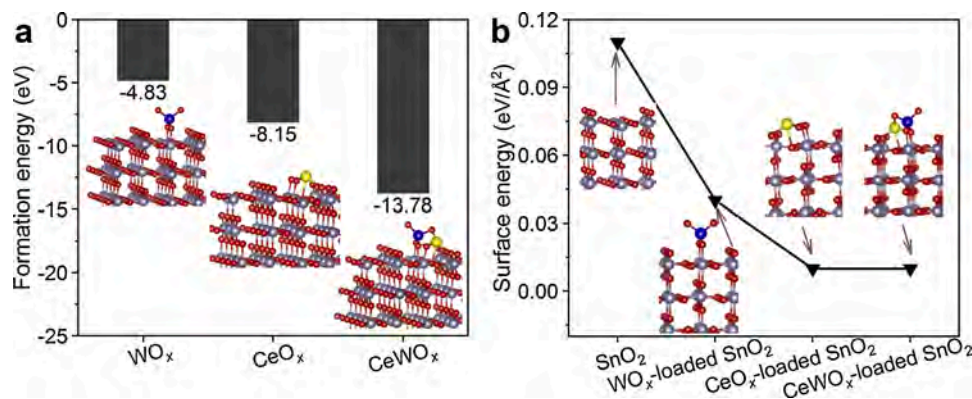 a
Formation energy (eV)
0
-5
-10
-15
-20
-25
-4.83
-8.15
-13.78
WOₓ
CeOₓ
CeWOₓ
b
Surface energy (eV/Å²)
0.12
0.09
0.06
0.03
0.00
SnO₂
WOₓ-loaded SnO₂
CeOₓ-loaded SnO₂
CeWOₓ-loaded SnO₂